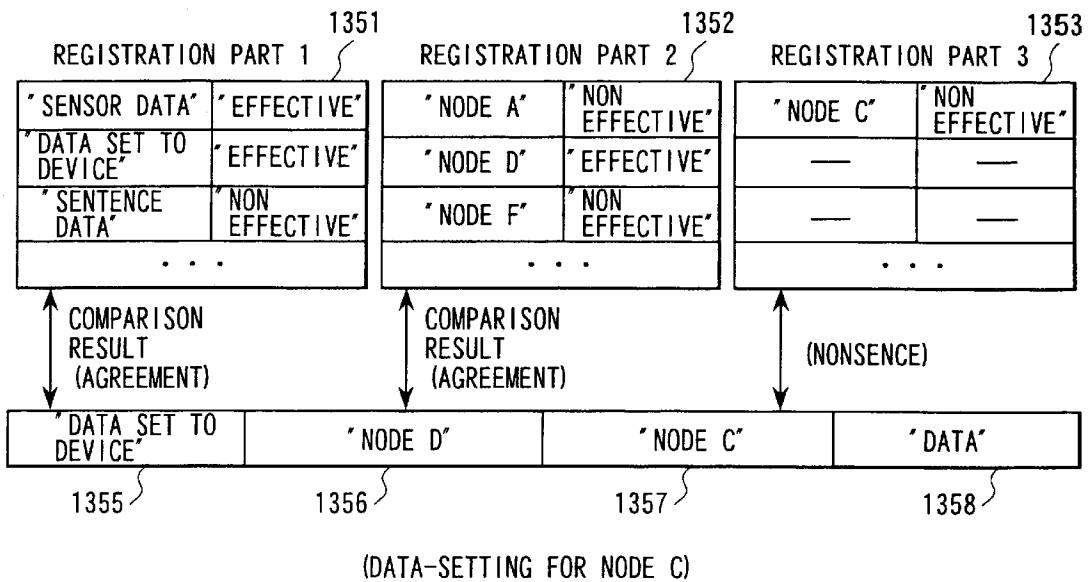 1351
1352
1353
REGISTRATION PART 1
REGISTRATION PART 2
REGISTRATION PART 3
"SENSOR DATA"
"EFFECTIVE"
"DATA SET TO
DEVICE"
"EFFECTIVE"
"SENTENCE
DATA"
"NON
EFFECTIVE"
. . .
"NODE A"
"NON
EFFECTIVE"
"NODE D"
"EFFECTIVE"
"NODE F"
"NON
EFFECTIVE"
. . .
"NODE C"
"NON
EFFECTIVE"
—
—
—
—
. . .
COMPARISON
RESULT
(AGREEMENT)
COMPARISON
RESULT
(AGREEMENT)
(NONSENCE)
"DATA SET TO
DEVICE"
"NODE D"
"NODE C"
"DATA"
1355
1356
1357
1358
(DATA-SETTING FOR NODE C)